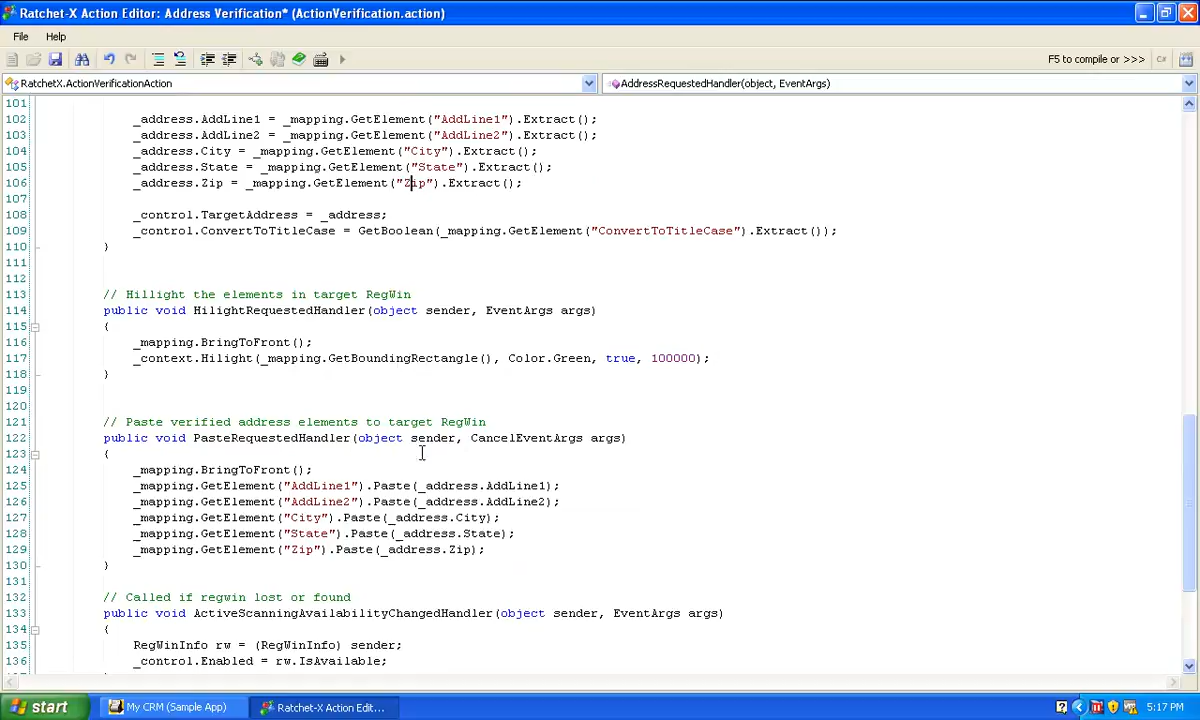 Ratchet-X Action Editor: Address Verification* (ActionVerification.action)
File Help
F5 to compile or >>> C#
RatchetX.ActionVerificationAction AddressRequestedHandler(object, EventArgs)
101
102 _address.AddLine1 = _mapping.GetElement("AddLine1").Extract();
103 _address.AddLine2 = _mapping.GetElement("AddLine2").Extract();
104 _address.City = _mapping.GetElement("City").Extract();
105 _address.State = _mapping.GetElement("State").Extract();
106 _address.Zip = _mapping.GetElement("Zip").Extract();
107
108 _control.TargetAddress = _address;
109 _control.ConvertToTitleCase = GetBoolean(_mapping.GetElement("ConvertToTitleCase").Extract());
110 }
111
112
113 // Hillight the elements in target RegWin
114 public void HilightRequestedHandler(object sender, EventArgs args)
115 {
116 _mapping.BringToFront();
117 _context.Hilight(_mapping.GetBoundingRectangle(), Color.Green, true, 100000);
118 }
119
120
121 // Paste verified address elements to target RegWin
122 public void PasteRequestedHandler(object sender, CancelEventArgs args)
123 {
124 _mapping.BringToFront();
125 _mapping.GetElement("AddLine1").Paste(_address.AddLine1);
126 _mapping.GetElement("AddLine2").Paste(_address.AddLine2);
127 _mapping.GetElement("City").Paste(_address.City);
128 _mapping.GetElement("State").Paste(_address.State);
129 _mapping.GetElement("Zip").Paste(_address.Zip);
130 }
131
132 // Called if regwin lost or found
133 public void ActiveScanningAvailabilityChangedHandler(object sender, EventArgs args)
134 {
135 RegWinInfo rw = (RegWinInfo) sender;
136 _control.Enabled = rw.IsAvailable;
start My CRM (Sample App) Ratchet-X Action Edit... 5:17 PM